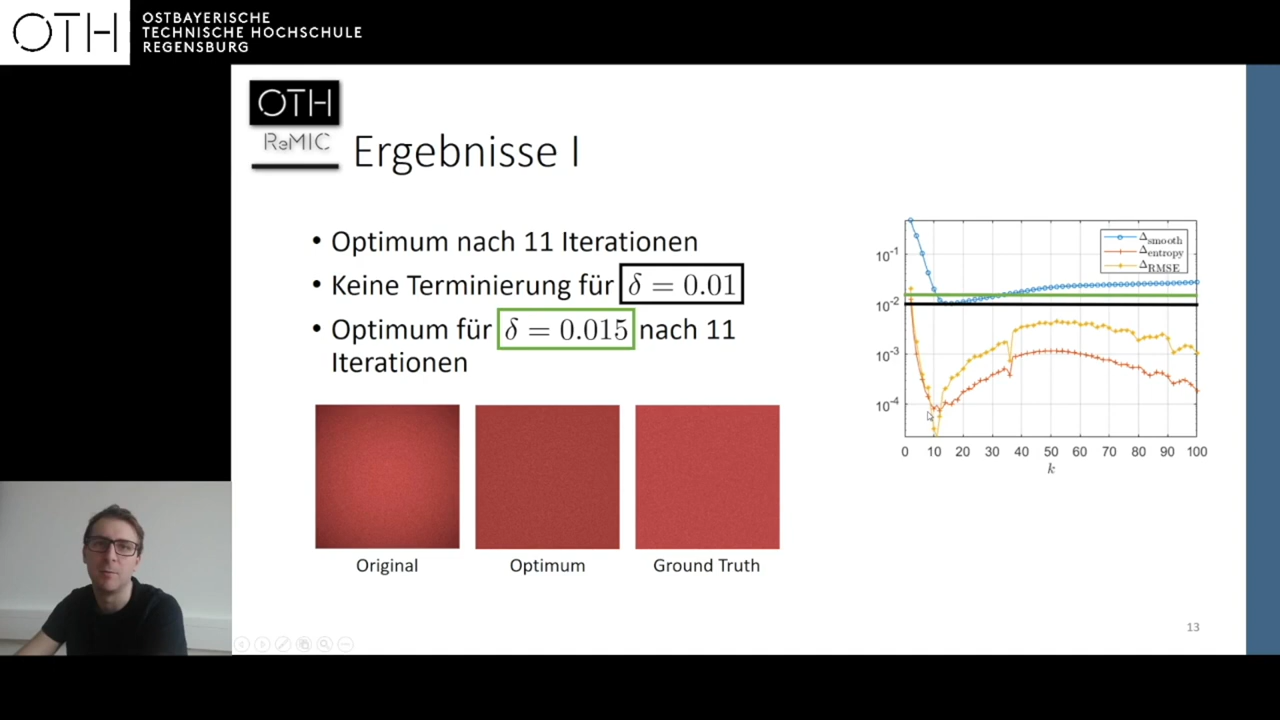 OTH
OSTBAYERISCHE
TECHNISCHE HOCHSCHULE
REGENSBURG
OTH
ReMIC
Ergebnisse I
• Optimum nach 11 Iterationen
• Keine Terminierung für δ = 0.01
• Optimum für δ = 0.015 nach 11
Iterationen
Original
Optimum
Ground Truth
Δsmooth
Δentropy
ΔRMSE
10⁻¹
10⁻²
10⁻³
10⁻⁴
0 10 20 30 40 50 60 70 80 90 100
k
13